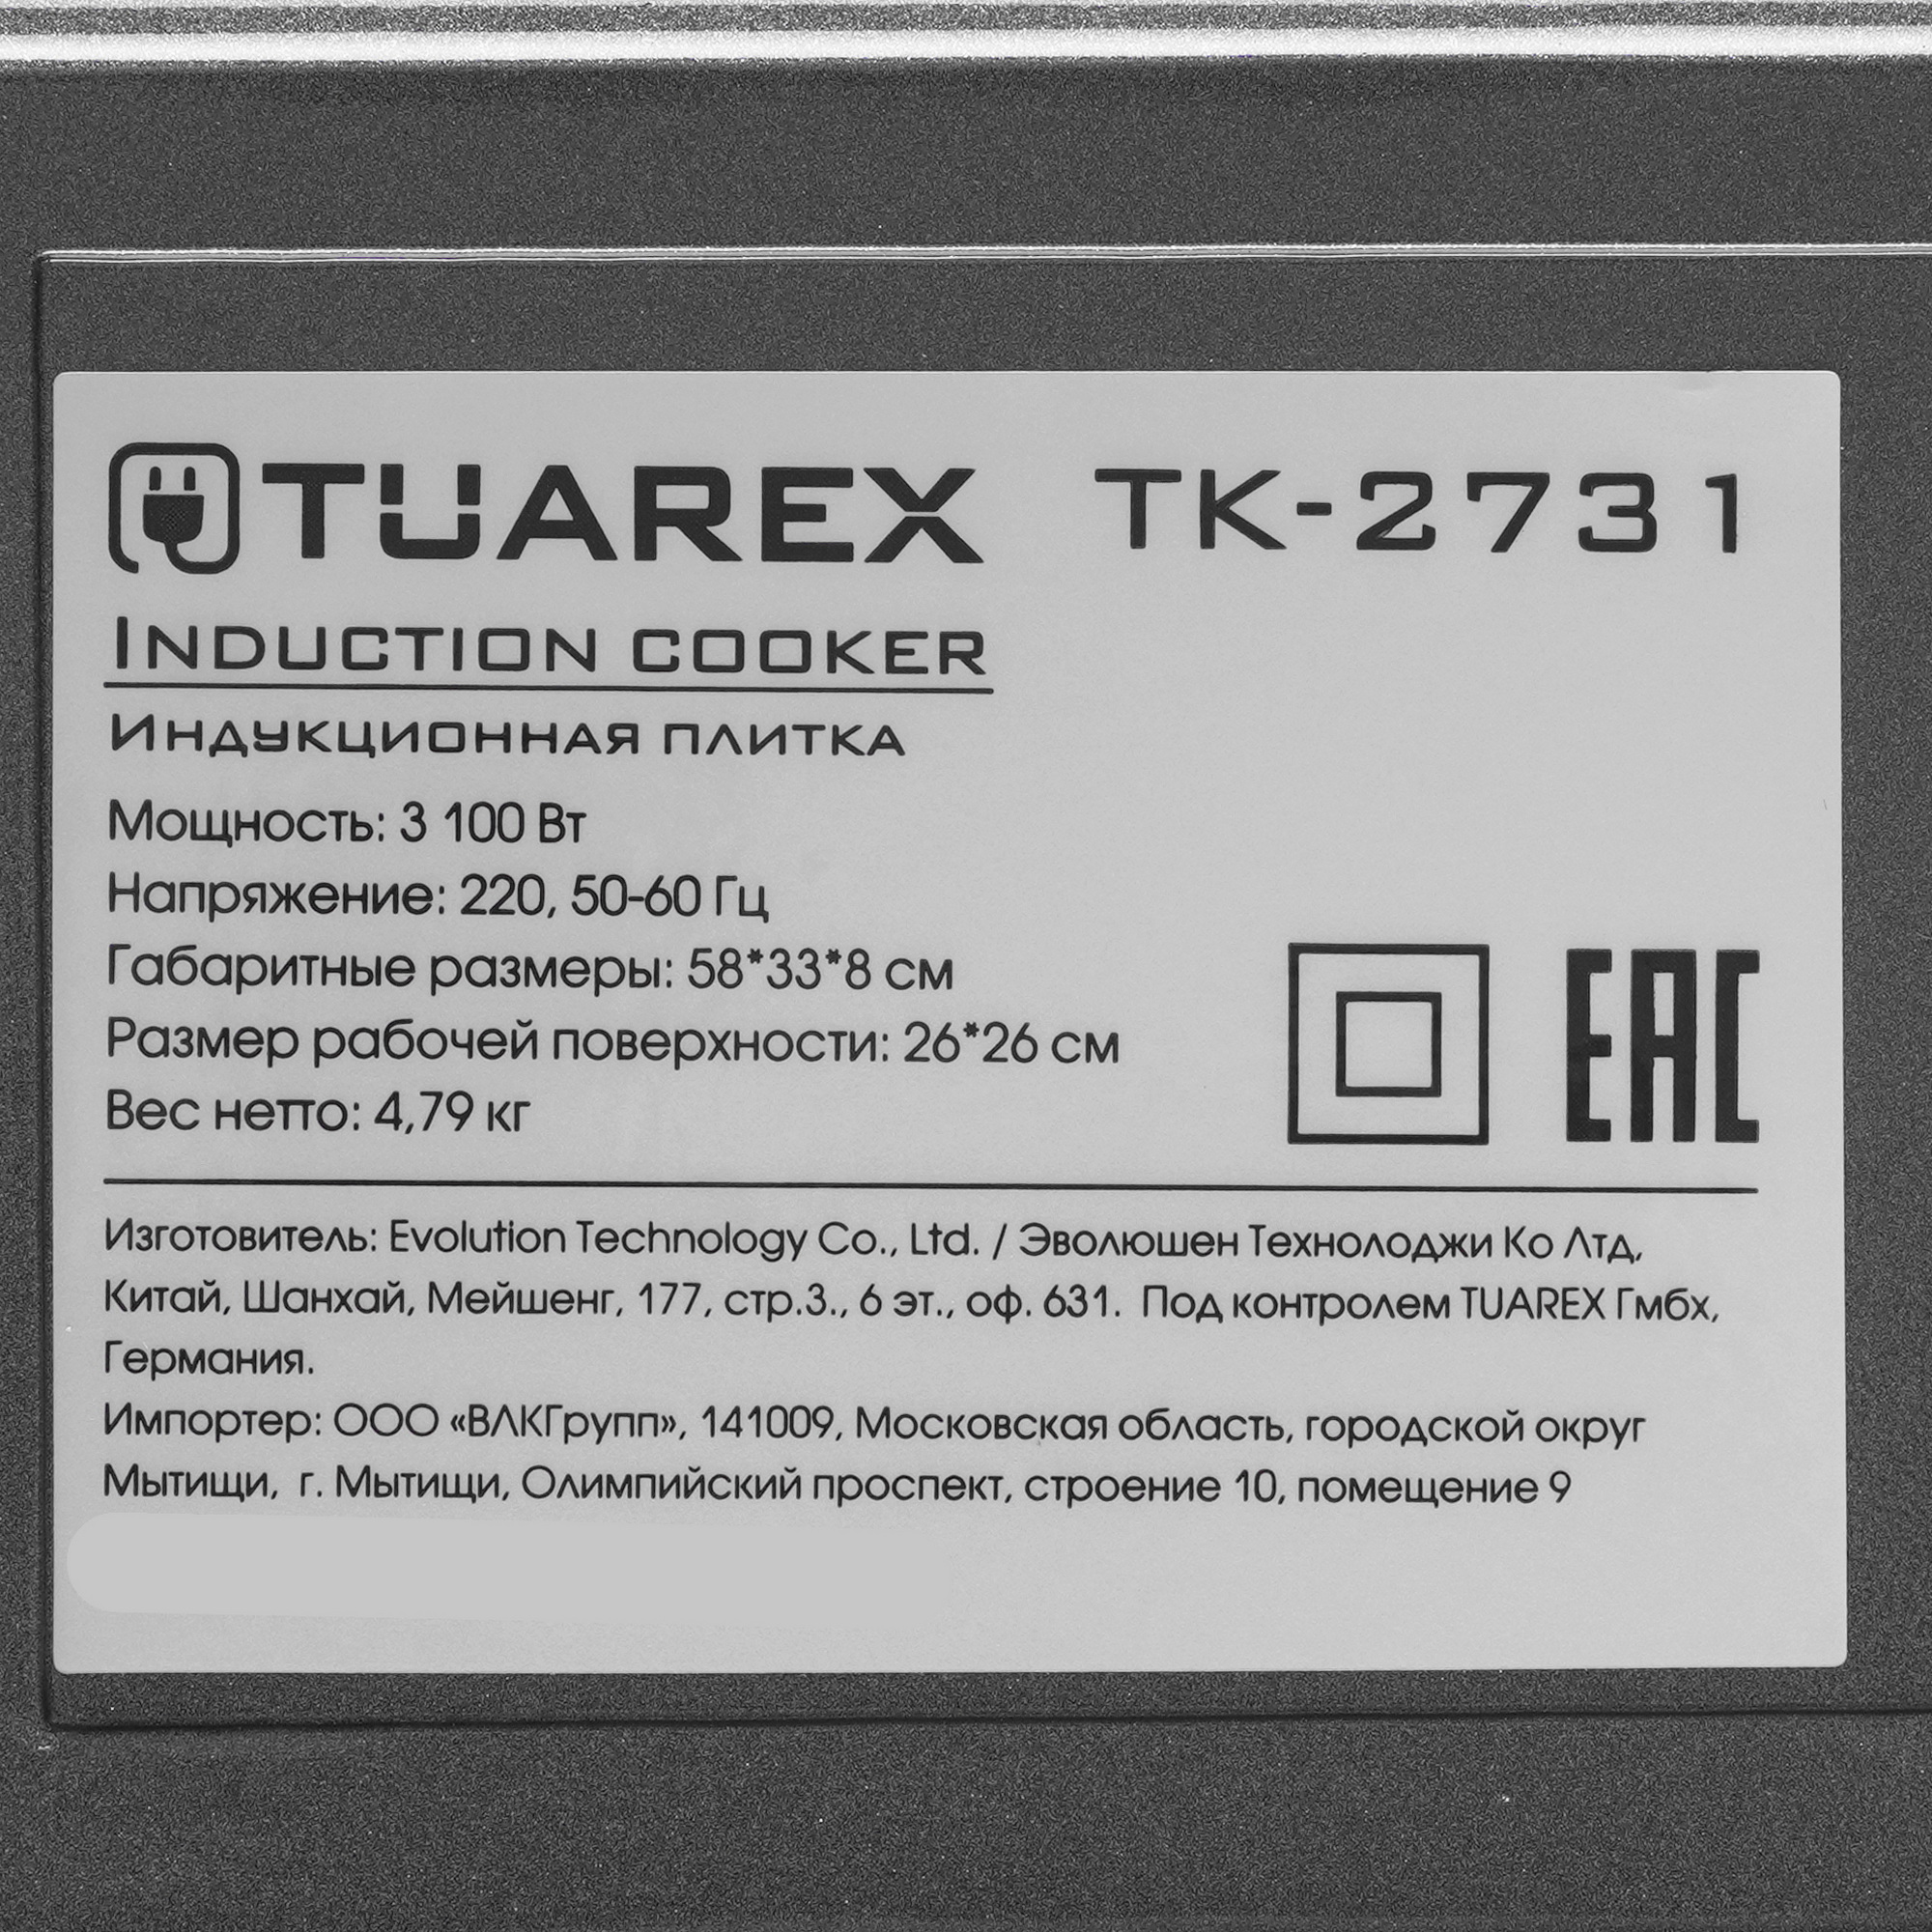 TUAREX TK-2731
INDUCTION COOKER
ИНДУКЦИОННАЯ ПЛИТКА
Мощность: 3 100 Вт
Напряжение: 220, 50-60 Гц
Габаритные размеры: 58*33*8 см
Размер рабочей поверхности: 26*26 см
Вес нетто: 4,79 кг
EAC
Изготовитель: Evolution Technology Co., Ltd. / Эволюшен Технолоджи Ко Лтд,
Китай, Шанхай, Мейшенг, 177, стр.3., 6 эт., оф. 631. Под контролем TUAREX Гмбх,
Германия.
Импортер: ООО «ВЛКГрупп», 141009, Московская область, городской округ
Мытищи, г. Мытищи, Олимпийский проспект, строение 10, помещение 9